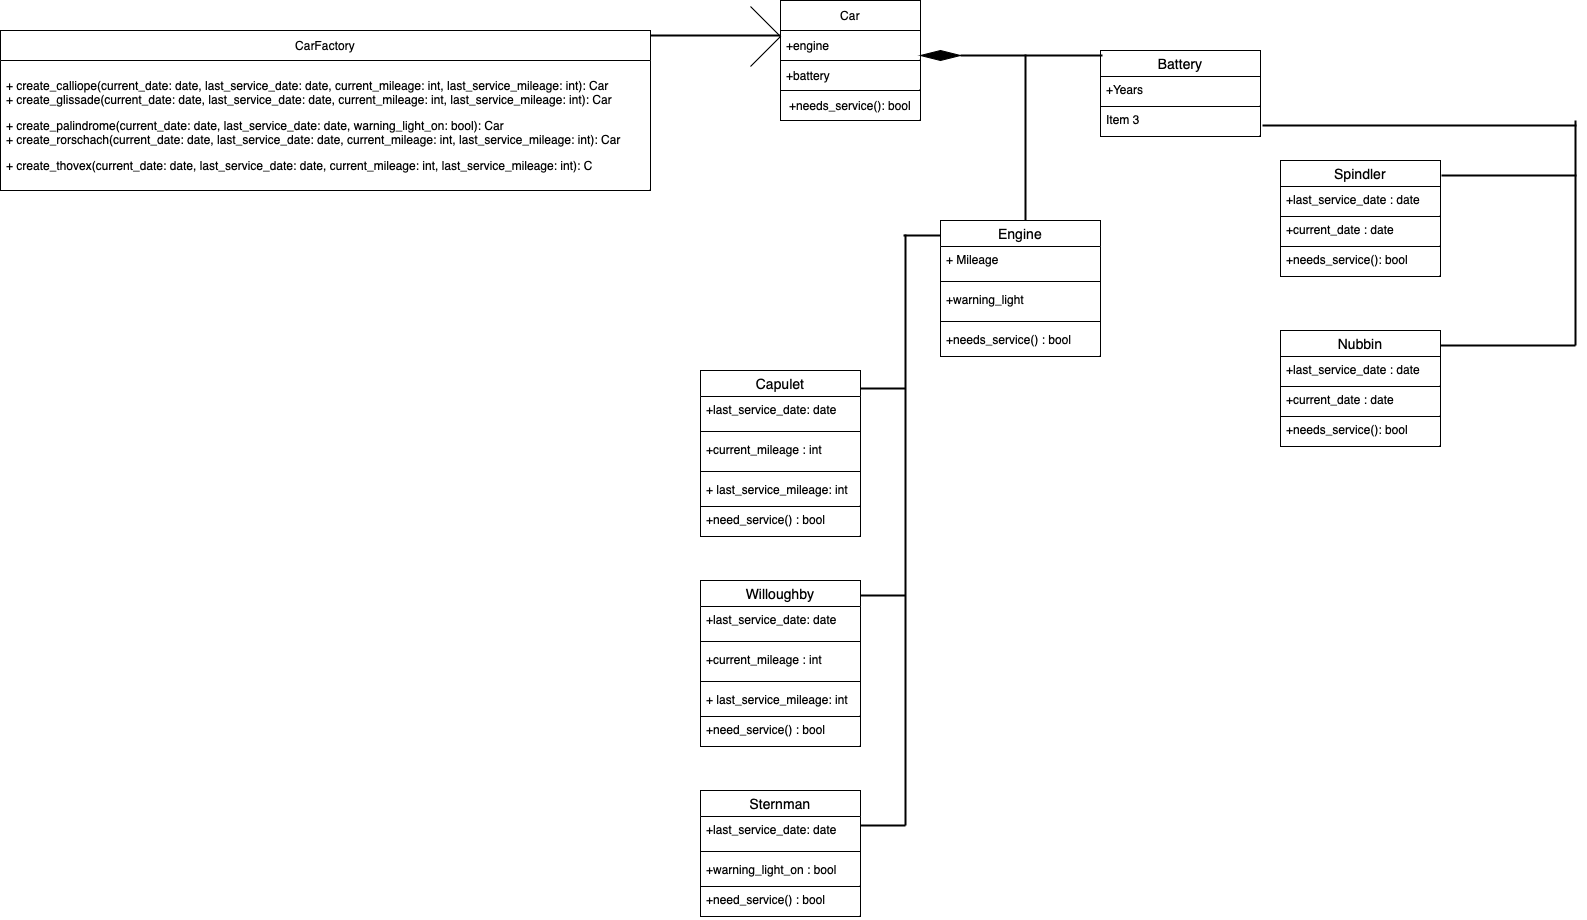 CarFactory
+ create_calliope(current_date: date, last_service_date: date, current_mileage: int, last_service_mileage: int): Car
+ create_glissade(current_date: date, last_service_date: date, current_mileage: int, last_service_mileage: int): Car
+ create_palindrome(current_date: date, last_service_date: date, warning_light_on: bool): Car
+ create_rorschach(current_date: date, last_service_date: date, current_mileage: int, last_service_mileage: int): Car
+ create_thovex(current_date: date, last_service_date: date, current_mileage: int, last_service_mileage: int): C
Car
+engine
+battery
+needs_service(): bool
Battery
+Years
Item 3
Spindler
+last_service_date : date
+current_date : date
+needs_service(): bool
Engine
+ Mileage
+warning_light
+needs_service() : bool
Nubbin
+last_service_date : date
+current_date : date
+needs_service(): bool
Capulet
+last_service_date: date
+current_mileage : int
+ last_service_mileage: int
+need_service() : bool
Willoughby
+last_service_date: date
+current_mileage : int
+ last_service_mileage: int
+need_service() : bool
Sternman
+last_service_date: date
+warning_light_on : bool
+need_service() : bool